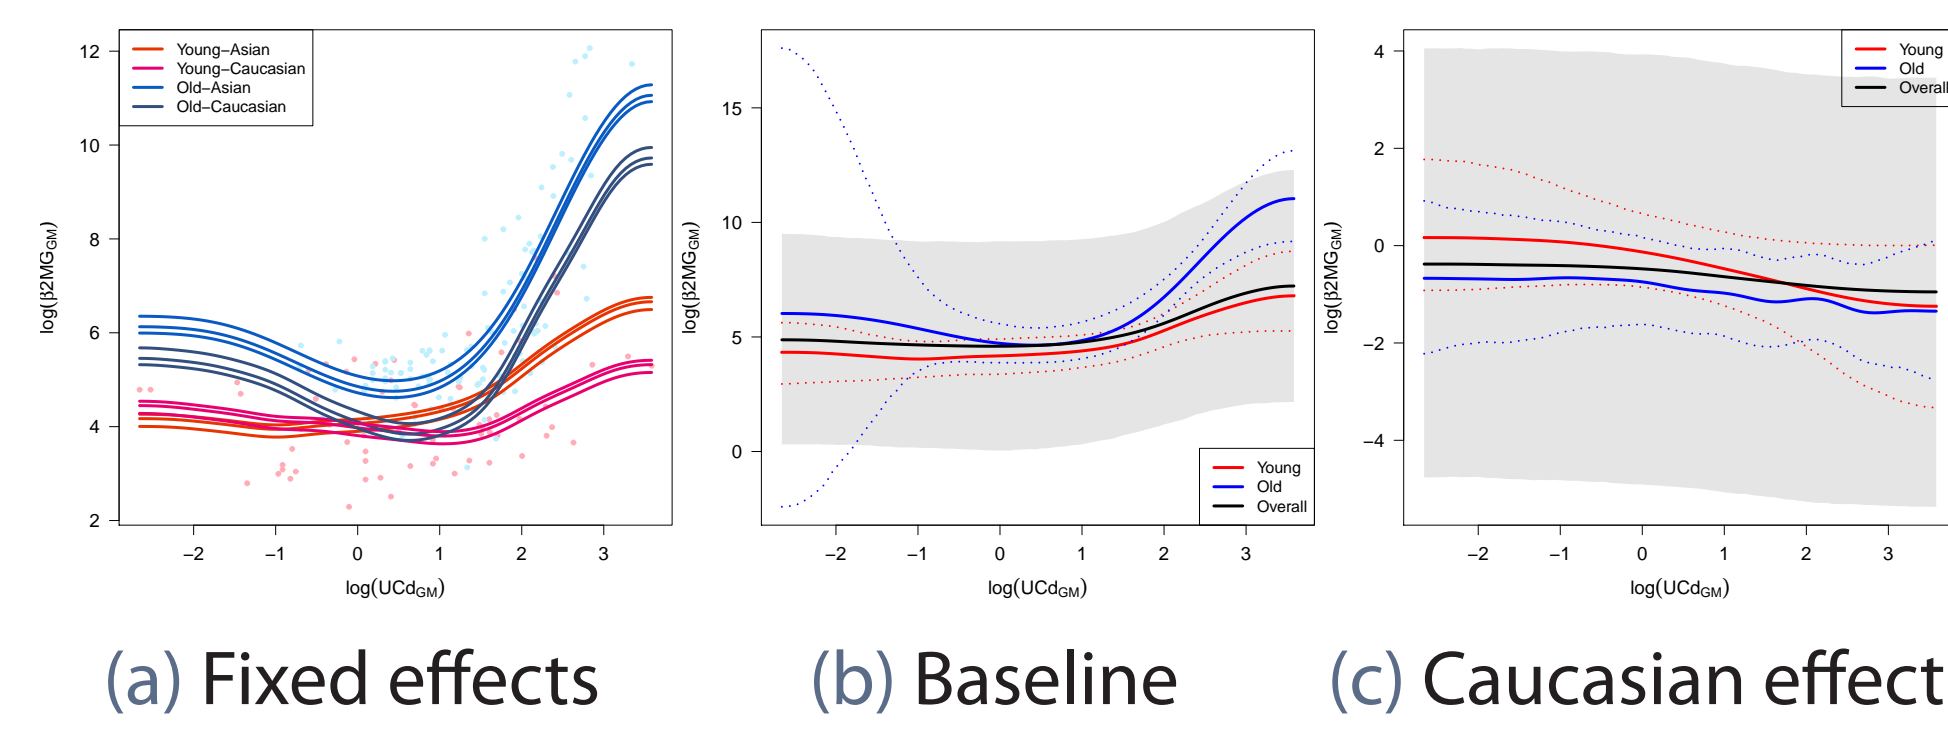 Young−Asian
Young−Caucasian
Old−Asian
Old−Caucasian
12
10
8
6
4
2
log(β2MGGM)
−2 −1 0 1 2 3
log(UCdGM)
(a) Fixed effects
15
10
5
0
log(β2MGGM)
Young
Old
Overall
−2 −1 0 1 2 3
log(UCdGM)
(b) Baseline
Young
Old
Overall
4
2
0
−2
−4
log(β2MGGM)
−2 −1 0 1 2 3
log(UCdGM)
(c) Caucasian effect